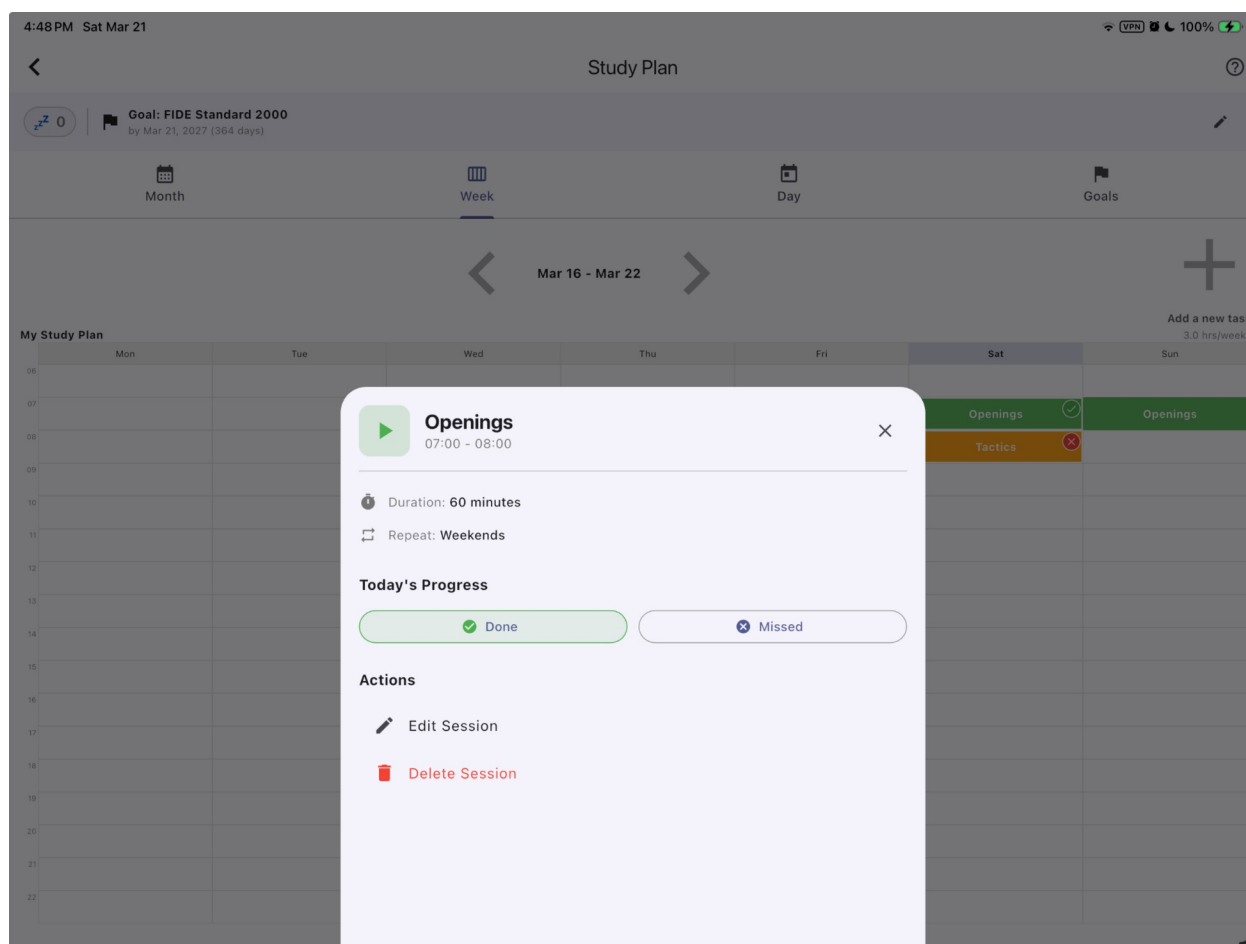 4:48 PM Sat Mar 21
VPN 100%
Study Plan
0
Goal: FIDE Standard 2000
by Mar 21, 2027 (364 days)
Month
Week
Day
Goals
Mar 16 - Mar 22
Add a new tas
My Study Plan
3.0 hrs/week
Mon Tue Wed Thu Fri Sat Sun
06
07
08
09
10
11
12
13
14
15
16
17
18
19
20
21
22
Openings
Openings
Tactics
Openings
07:00 - 08:00
Duration: 60 minutes
Repeat: Weekends
Today's Progress
Done
Missed
Actions
Edit Session
Delete Session